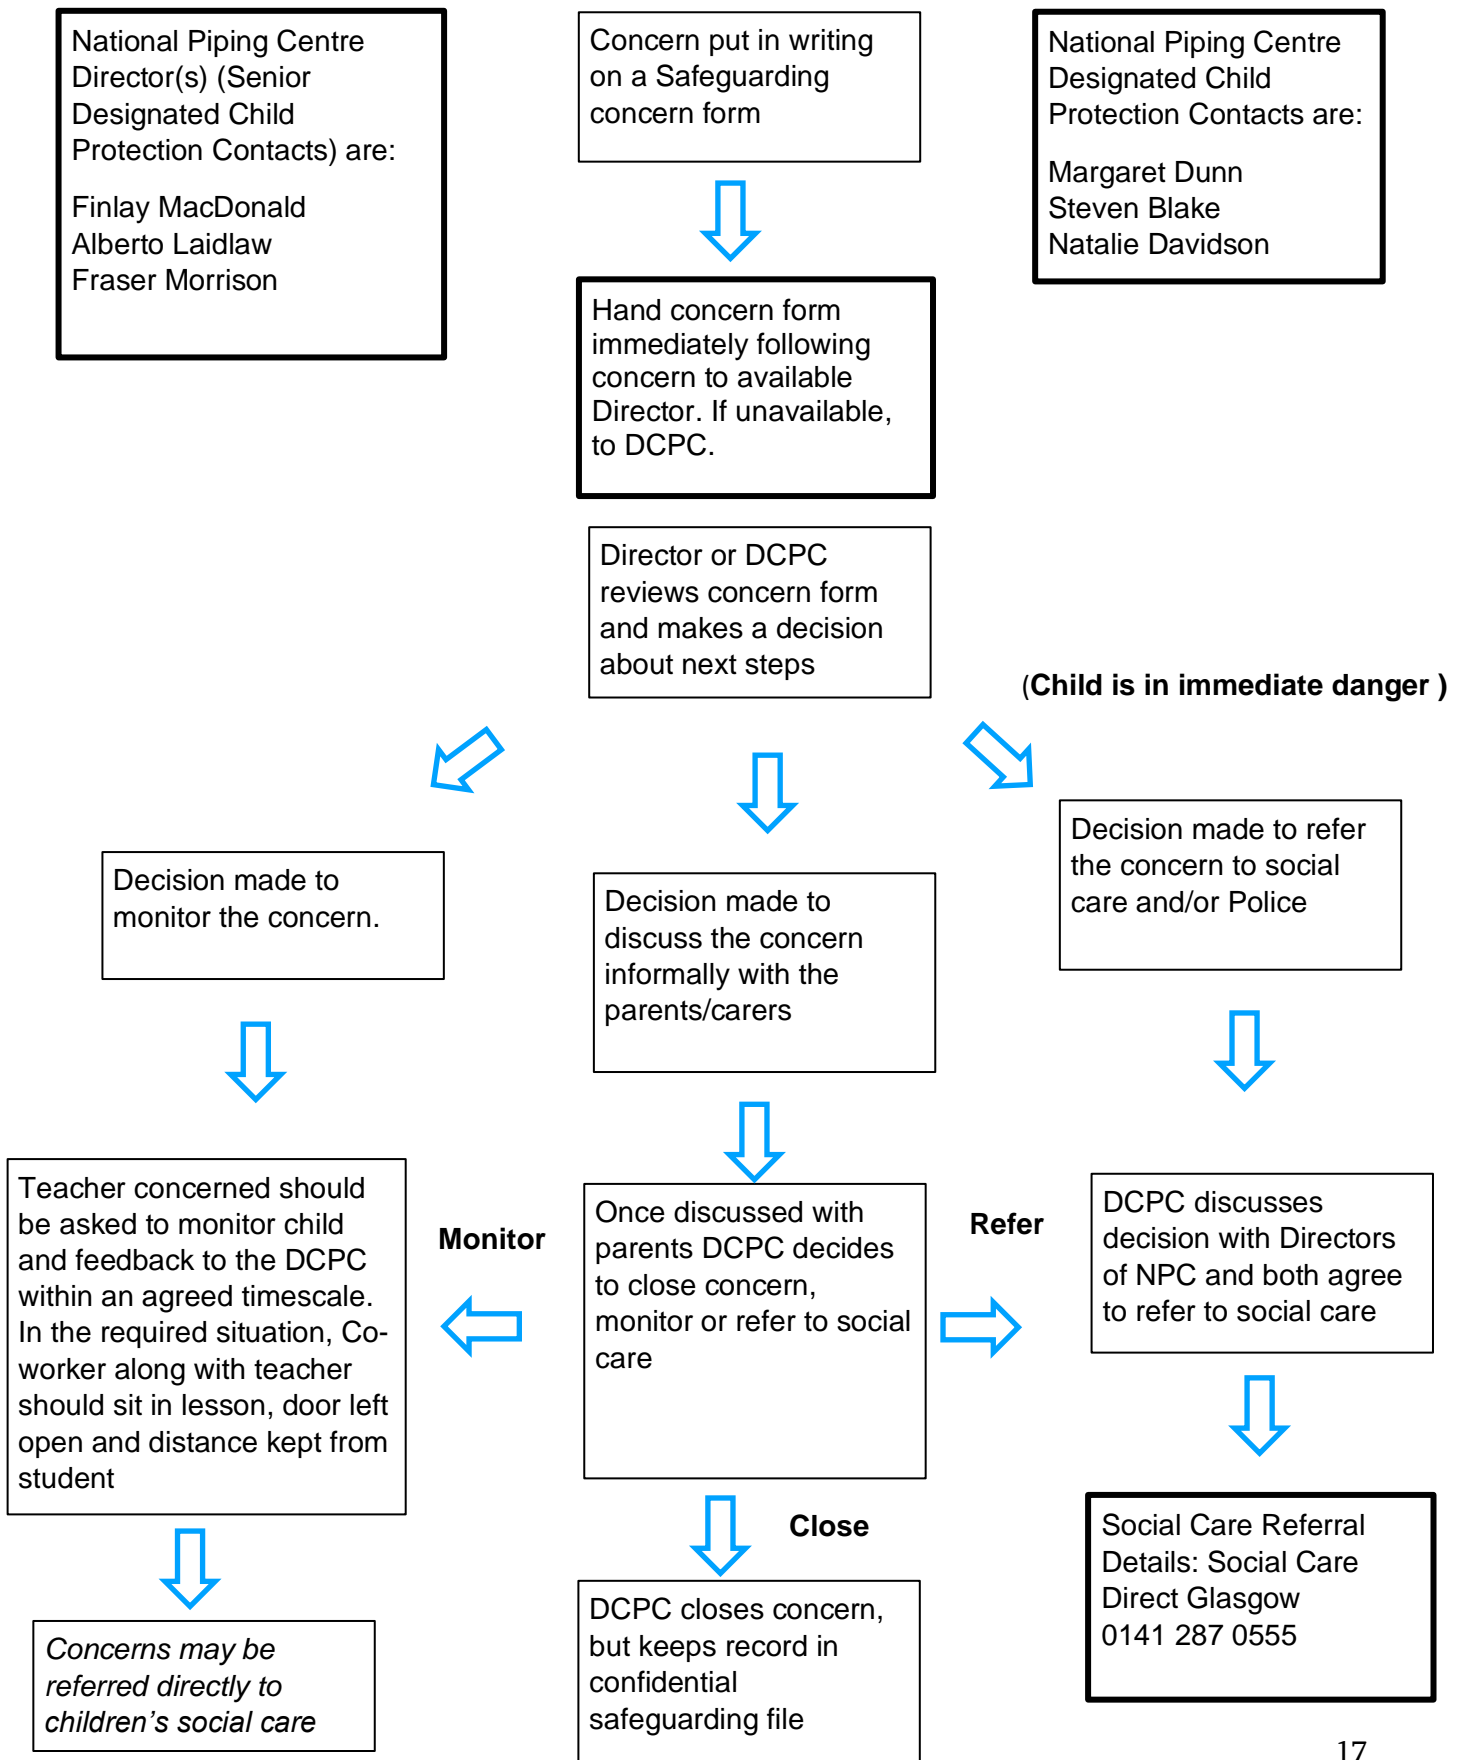 National Piping Centre
Director(s) (Senior
Designated Child
Protection Contacts) are:
Finlay MacDonald
Alberto Laidlaw
Fraser Morrison
Concern put in writing
on a Safeguarding
concern form
National Piping Centre
Designated Child
Protection Contacts are:
Margaret Dunn
Steven Blake
Natalie Davidson
Hand concern form
immediately following
concern to available
Director. If unavailable,
to DCPC.
Director or DCPC
reviews concern form
and makes a decision
about next steps
(Child is in immediate danger )
Decision made to
monitor the concern.
Decision made to
discuss the concern
informally with the
parents/carers
Decision made to refer
the concern to social
care and/or Police
Teacher concerned should
be asked to monitor child
and feedback to the DCPC
within an agreed timescale.
In the required situation, Co-
worker along with teacher
should sit in lesson, door left
open and distance kept from
student
Monitor
Once discussed with
parents DCPC decides
to close concern,
monitor or refer to social
care
Refer
DCPC discusses
decision with Directors
of NPC and both agree
to refer to social care
Close
Concerns may be
referred directly to
children’s social care
DCPC closes concern,
but keeps record in
confidential
safeguarding file
Social Care Referral
Details: Social Care
Direct Glasgow
0141 287 0555
17